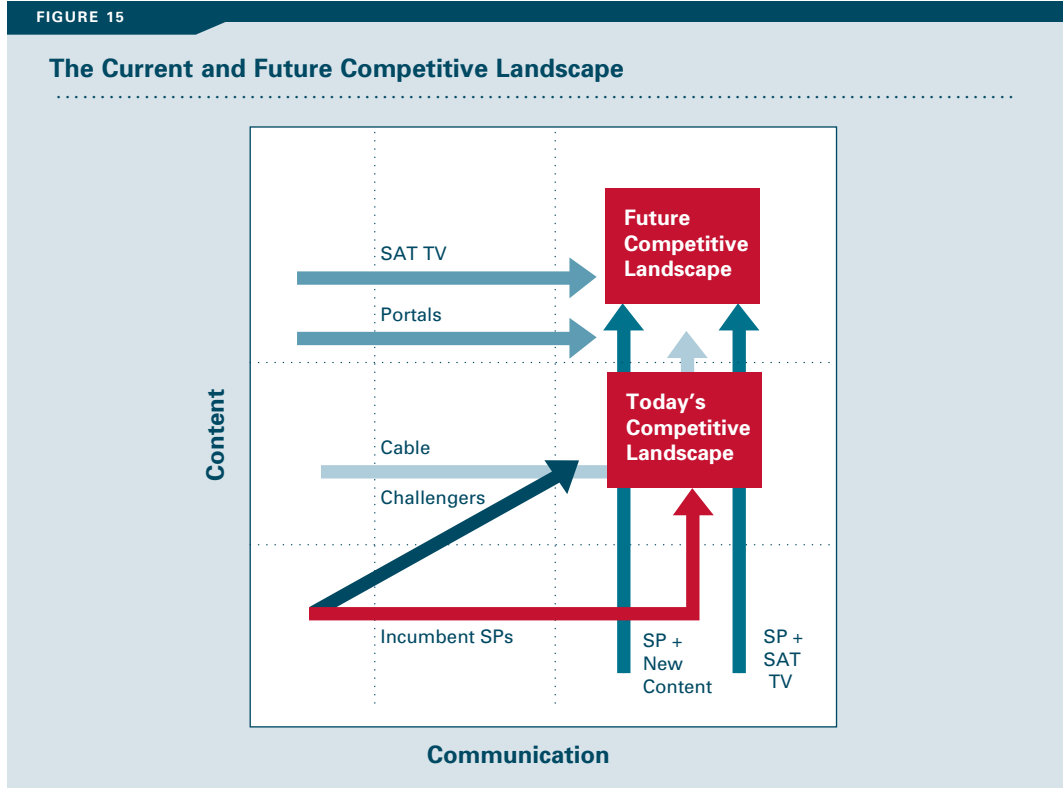 FIGURE 15
The Current and Future Competitive Landscape
Future
Competitive
Landscape
SAT TV
Portals
Today's
Competitive
Landscape
Cable
Challengers
Incumbent SPs
SP +
New
Content
SP +
SAT
TV
Content
Communication